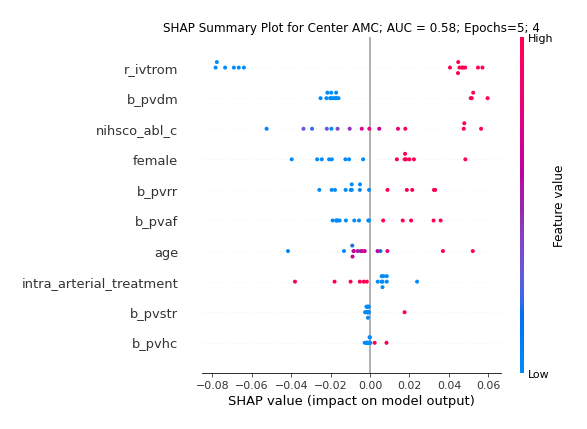 SHAP Summary Plot for Center AMC; AUC = 0.58; Epochs=5; 4
High
r_ivtrom
b_pvdm
nihsco_abl_c
female
b_pvrr
b_pvaf
age
intra_arterial_treatment
b_pvstr
b_pvhc
Feature value
Low
−0.08 −0.06 −0.04 −0.02 0.00 0.02 0.04 0.06
SHAP value (impact on model output)